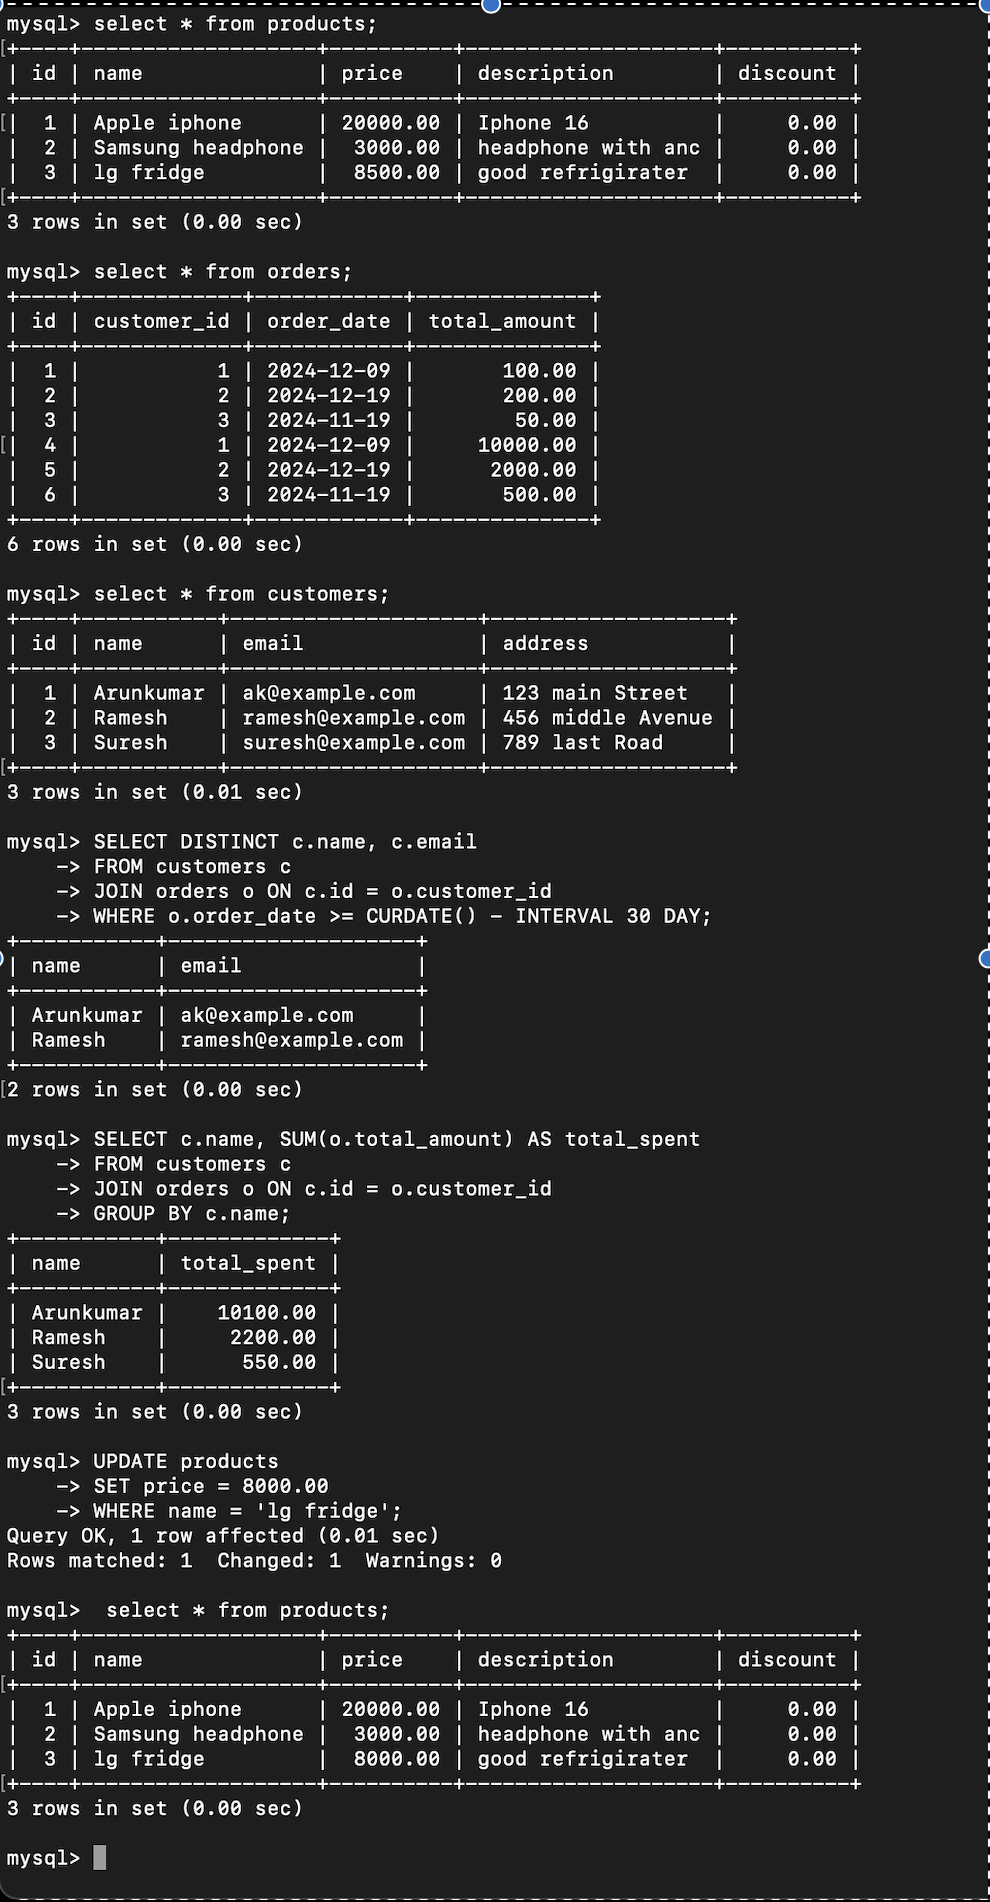 mysql> select * from products;
+----+-------------------+----------+--------------------+----------+
| id | name              | price    | description        | discount |
+----+-------------------+----------+--------------------+----------+
|  1 | Apple iphone      | 20000.00 | Iphone 16          |     0.00 |
|  2 | Samsung headphone |  3000.00 | headphone with anc |     0.00 |
|  3 | lg fridge         |  8500.00 | good refrigirater  |     0.00 |
+----+-------------------+----------+--------------------+----------+
3 rows in set (0.00 sec)

mysql> select * from orders;
+----+-------------+------------+--------------+
| id | customer_id | order_date | total_amount |
+----+-------------+------------+--------------+
|  1 |           1 | 2024-12-09 |       100.00 |
|  2 |           2 | 2024-12-19 |       200.00 |
|  3 |           3 | 2024-11-19 |        50.00 |
|  4 |           1 | 2024-12-09 |     10000.00 |
|  5 |           2 | 2024-12-19 |      2000.00 |
|  6 |           3 | 2024-11-19 |       500.00 |
+----+-------------+------------+--------------+
6 rows in set (0.00 sec)

mysql> select * from customers;
+----+-----------+--------------------+-------------------+
| id | name      | email              | address           |
+----+-----------+--------------------+-------------------+
|  1 | Arunkumar | ak@example.com     | 123 main Street   |
|  2 | Ramesh    | ramesh@example.com | 456 middle Avenue |
|  3 | Suresh    | suresh@example.com | 789 last Road     |
+----+-----------+--------------------+-------------------+
3 rows in set (0.01 sec)

mysql> SELECT DISTINCT c.name, c.email
    -> FROM customers c
    -> JOIN orders o ON c.id = o.customer_id
    -> WHERE o.order_date >= CURDATE() - INTERVAL 30 DAY;
+-----------+--------------------+
| name      | email              |
+-----------+--------------------+
| Arunkumar | ak@example.com     |
| Ramesh    | ramesh@example.com |
+-----------+--------------------+
2 rows in set (0.00 sec)

mysql> SELECT c.name, SUM(o.total_amount) AS total_spent
    -> FROM customers c
    -> JOIN orders o ON c.id = o.customer_id
    -> GROUP BY c.name;
+-----------+-------------+
| name      | total_spent |
+-----------+-------------+
| Arunkumar |    10100.00 |
| Ramesh    |     2200.00 |
| Suresh    |      550.00 |
+-----------+-------------+
3 rows in set (0.00 sec)

mysql> UPDATE products
    -> SET price = 8000.00
    -> WHERE name = 'lg fridge';
Query OK, 1 row affected (0.01 sec)
Rows matched: 1  Changed: 1  Warnings: 0

mysql>  select * from products;
+----+-------------------+----------+--------------------+----------+
| id | name              | price    | description        | discount |
+----+-------------------+----------+--------------------+----------+
|  1 | Apple iphone      | 20000.00 | Iphone 16          |     0.00 |
|  2 | Samsung headphone |  3000.00 | headphone with anc |     0.00 |
|  3 | lg fridge         |  8000.00 | good refrigirater  |     0.00 |
+----+-------------------+----------+--------------------+----------+
3 rows in set (0.00 sec)

mysql>